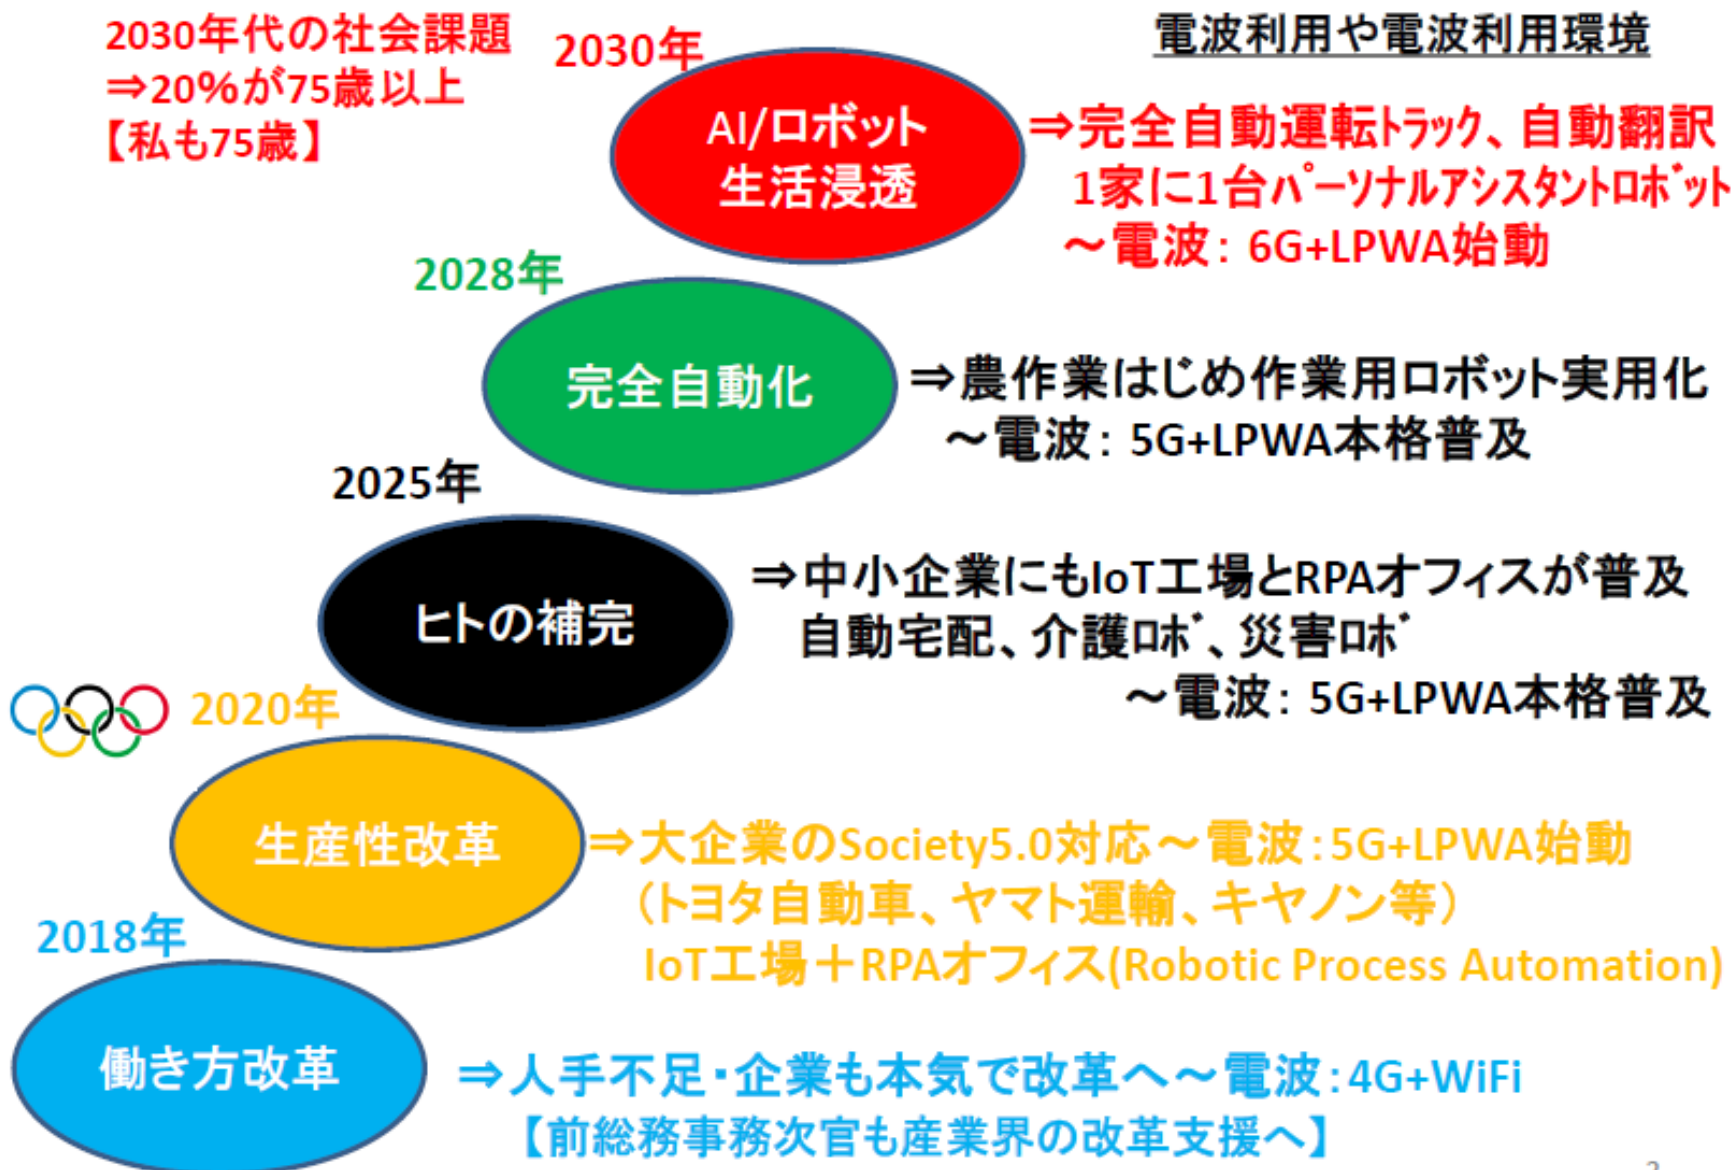 2030年代の社会課題
⇒20%が75歳以上
【私も75歳】
2030年
電波利用や電波利用環境
AI/ロボット
生活浸透
⇒完全自動運転トラック、自動翻訳
1家に1台パーソナルアシスタントロボット
～電波：6G+LPWA始動
2028年
完全自動化
⇒農作業はじめ作業用ロボット実用化
～電波：5G+LPWA本格普及
2025年
ヒトの補完
⇒中小企業にもIoT工場とRPAオフィスが普及
自動宅配、介護ロボ、災害ロボ
～電波：5G+LPWA本格普及
2020年
生産性改革
⇒大企業のSociety5.0対応～電波：5G+LPWA始動
（トヨタ自動車、ヤマト運輸、キヤノン等）
IoT工場＋RPAオフィス(Robotic Process Automation)
2018年
働き方改革
⇒人手不足・企業も本気で改革へ～電波：4G+WiFi
【前総務事務次官も産業界の改革支援へ】